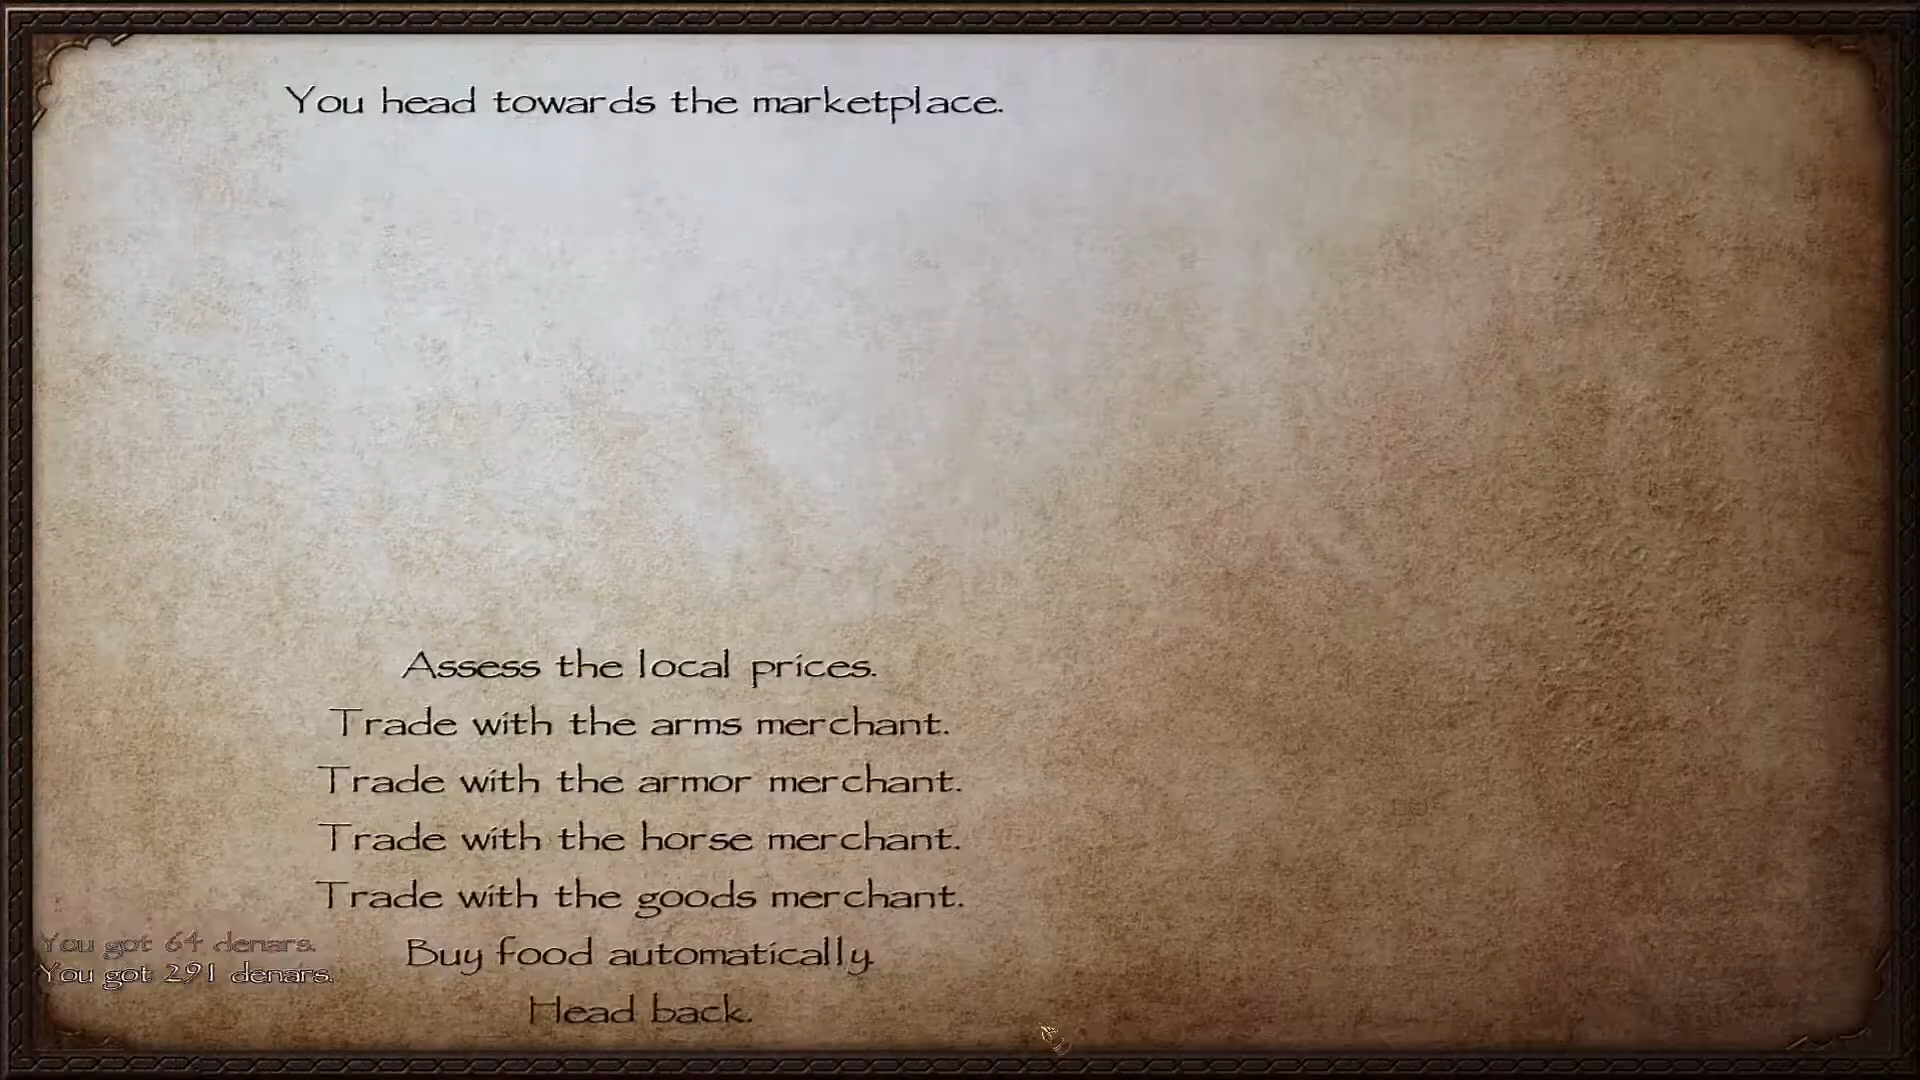 You head towards the marketplace.
Assess the local prices.
Trade with the arms merchant.
Trade with the armor merchant.
Trade with the horse merchant.
Trade with the goods merchant.
Buy food automatically.
Head back.
You got 64 denars.
You got 291 denars.